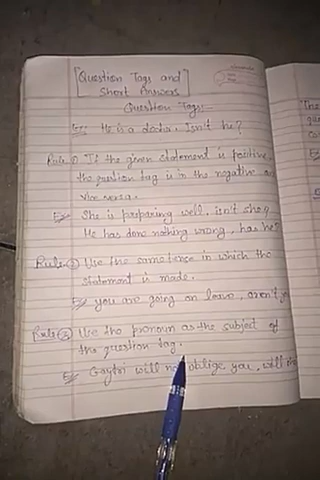 Question Tags and
Short Answers
Question Tags:-
Ex: He is a doctor, isn't he?
Rule ① If the given statement is positive
the question tag is in the negative
vice versa.
Ex She is preparing well, isn't she?
He has done nothing wrong, has he
Rule ② Use the same tense in which the
statement is made.
Ex you are going on leave, aren't
Rule ③ Use the pronoun as the subject of
the question tag.
Ex Gaytri will not oblige you, will
The